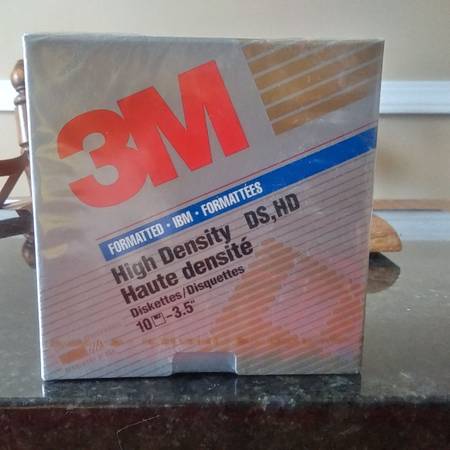 3M
FORMATTED • IBM • FORMATTÉES
High Density DS,HD
Haute densité
Diskettes/Disquettes
10 -3.5"